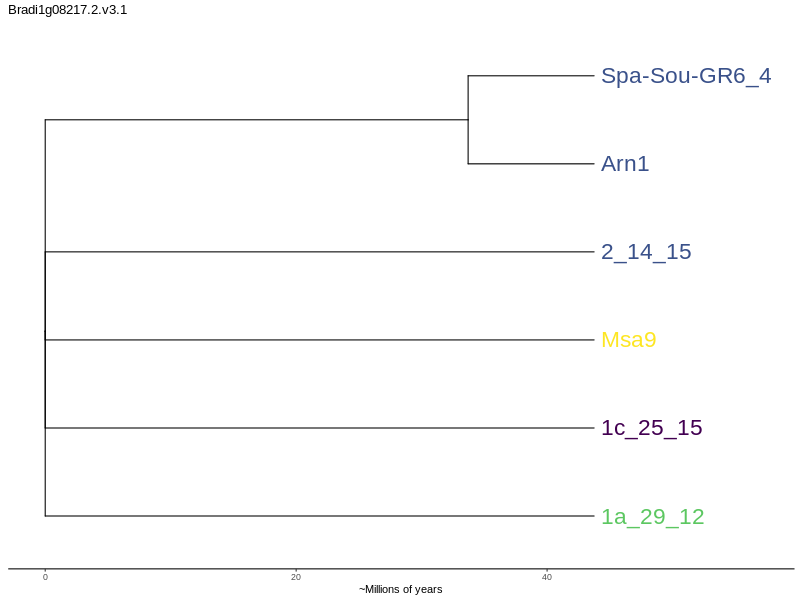 Bradi1g08217.2.v3.1
Spa-Sou-GR6_4
Arn1
2_14_15
Msa9
1c_25_15
1a_29_12
0 20 40
~Millions of years